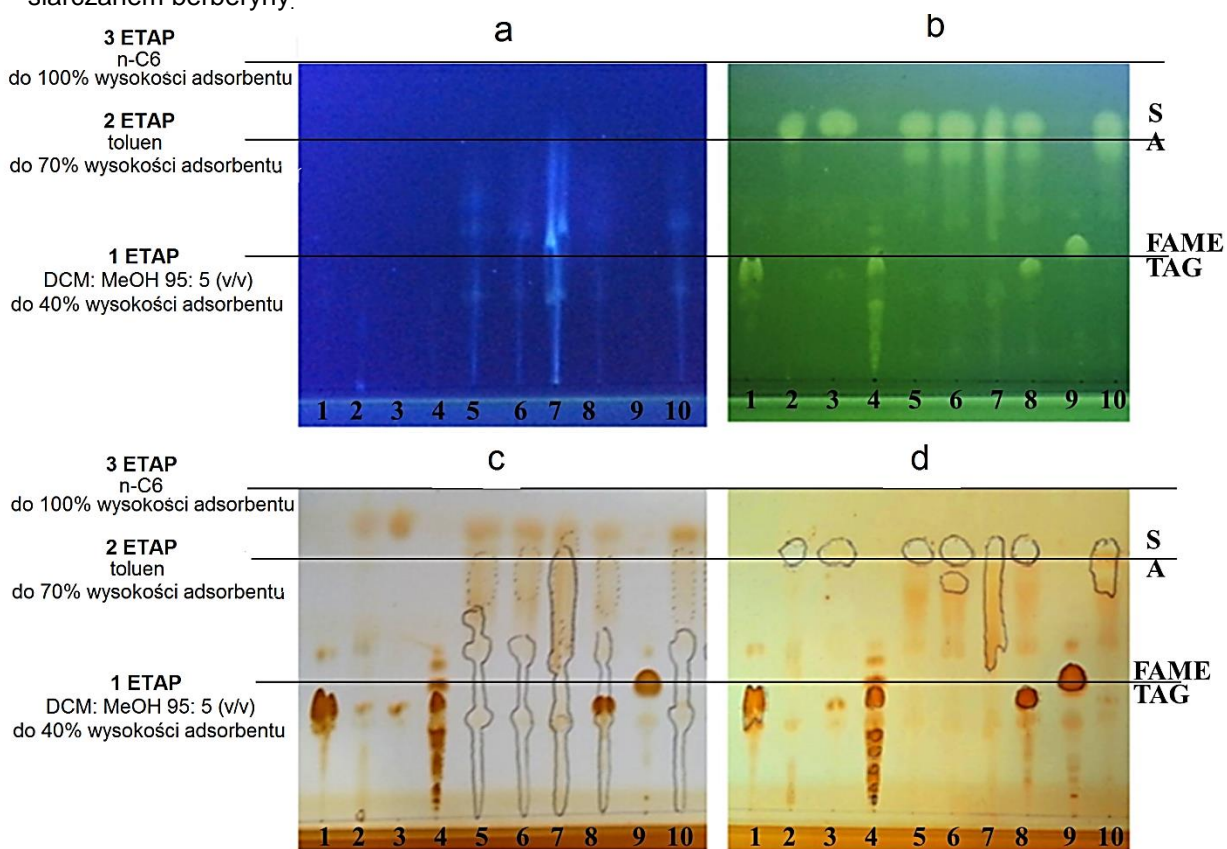 siarczanem berberyny.
a
b
3 ETAP
n-C6
do 100% wysokości adsorbentu
2 ETAP
toluen
do 70% wysokości adsorbentu
1 ETAP
DCM: MeOH 95: 5 (v/v)
do 40% wysokości adsorbentu
S
A
FAME
TAG
1 2 3 4 5 6 7 8 9 10
1 2 3 4 5 6 7 8 9 10
c
d
3 ETAP
n-C6
do 100% wysokości adsorbentu
2 ETAP
toluen
do 70% wysokości adsorbentu
1 ETAP
DCM: MeOH 95: 5 (v/v)
do 40% wysokości adsorbentu
S
A
FAME
TAG
1 2 3 4 5 6 7 8 9 10
1 2 3 4 5 6 7 8 9 10